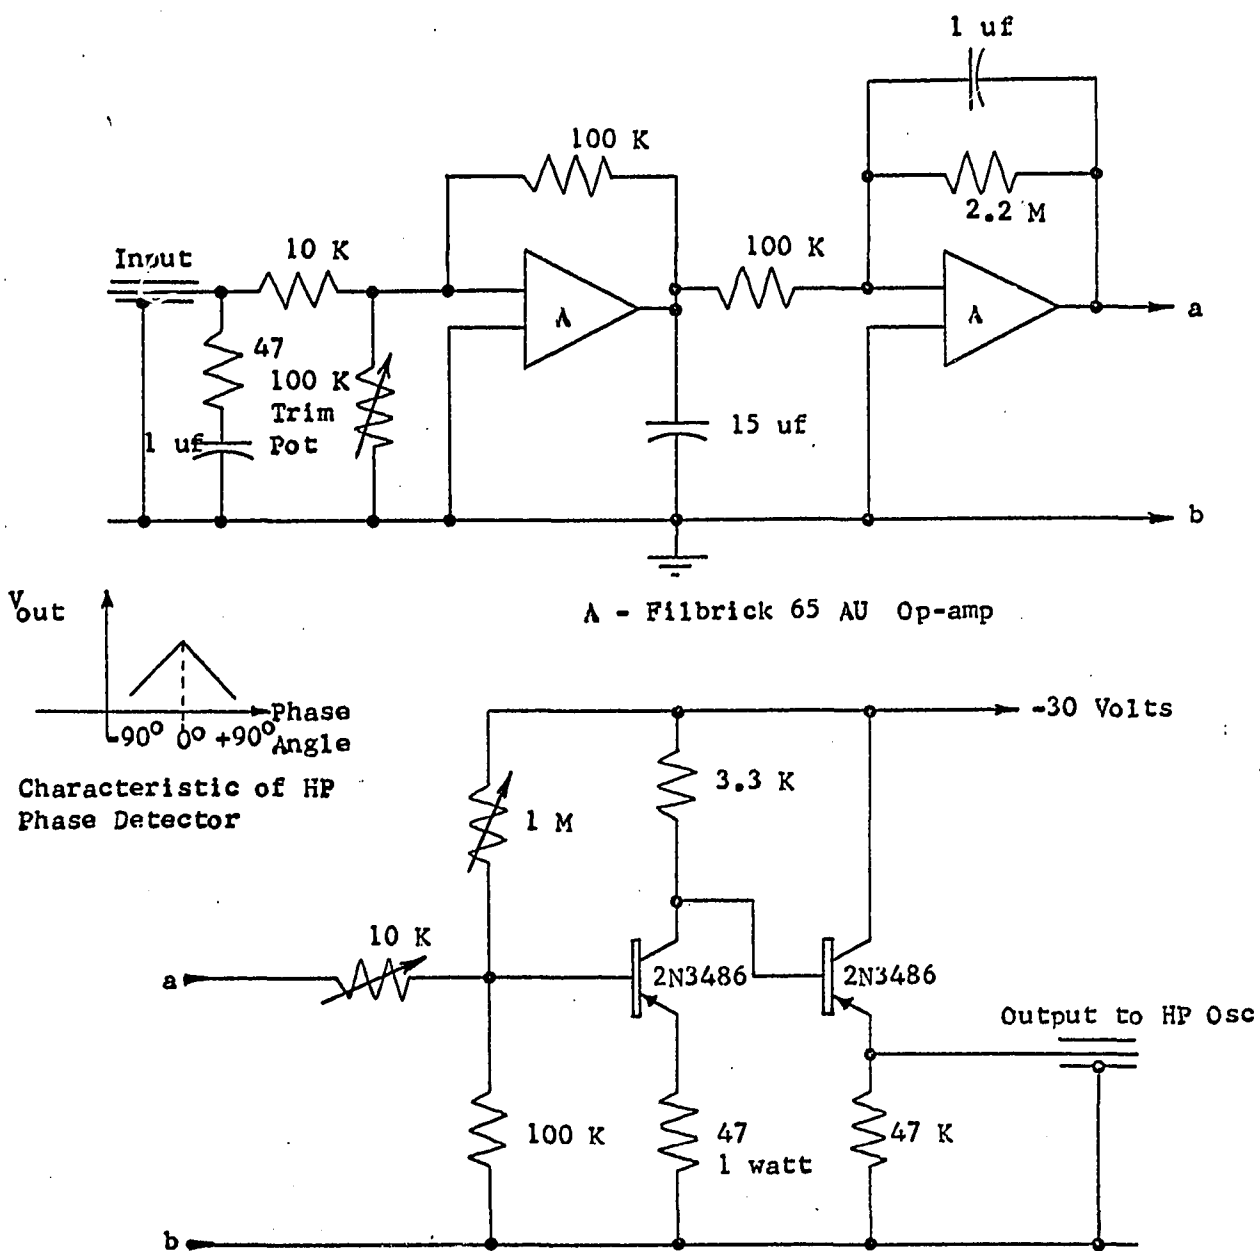 1 uf
100 K
2.2 M
Input
10 K
100 K
A
A
a
47
100 K
Trim
Pot
1 uf
15 uf
b
Vout
A - Filbrick 65 AU Op-amp
Phase
Angle
-90° 0° +90°
Characteristic of HP
Phase Detector
-30 Volts
3.3 K
1 M
10 K
a
2N3486
2N3486
Output to HP Osc
100 K
47
1 watt
47 K
b